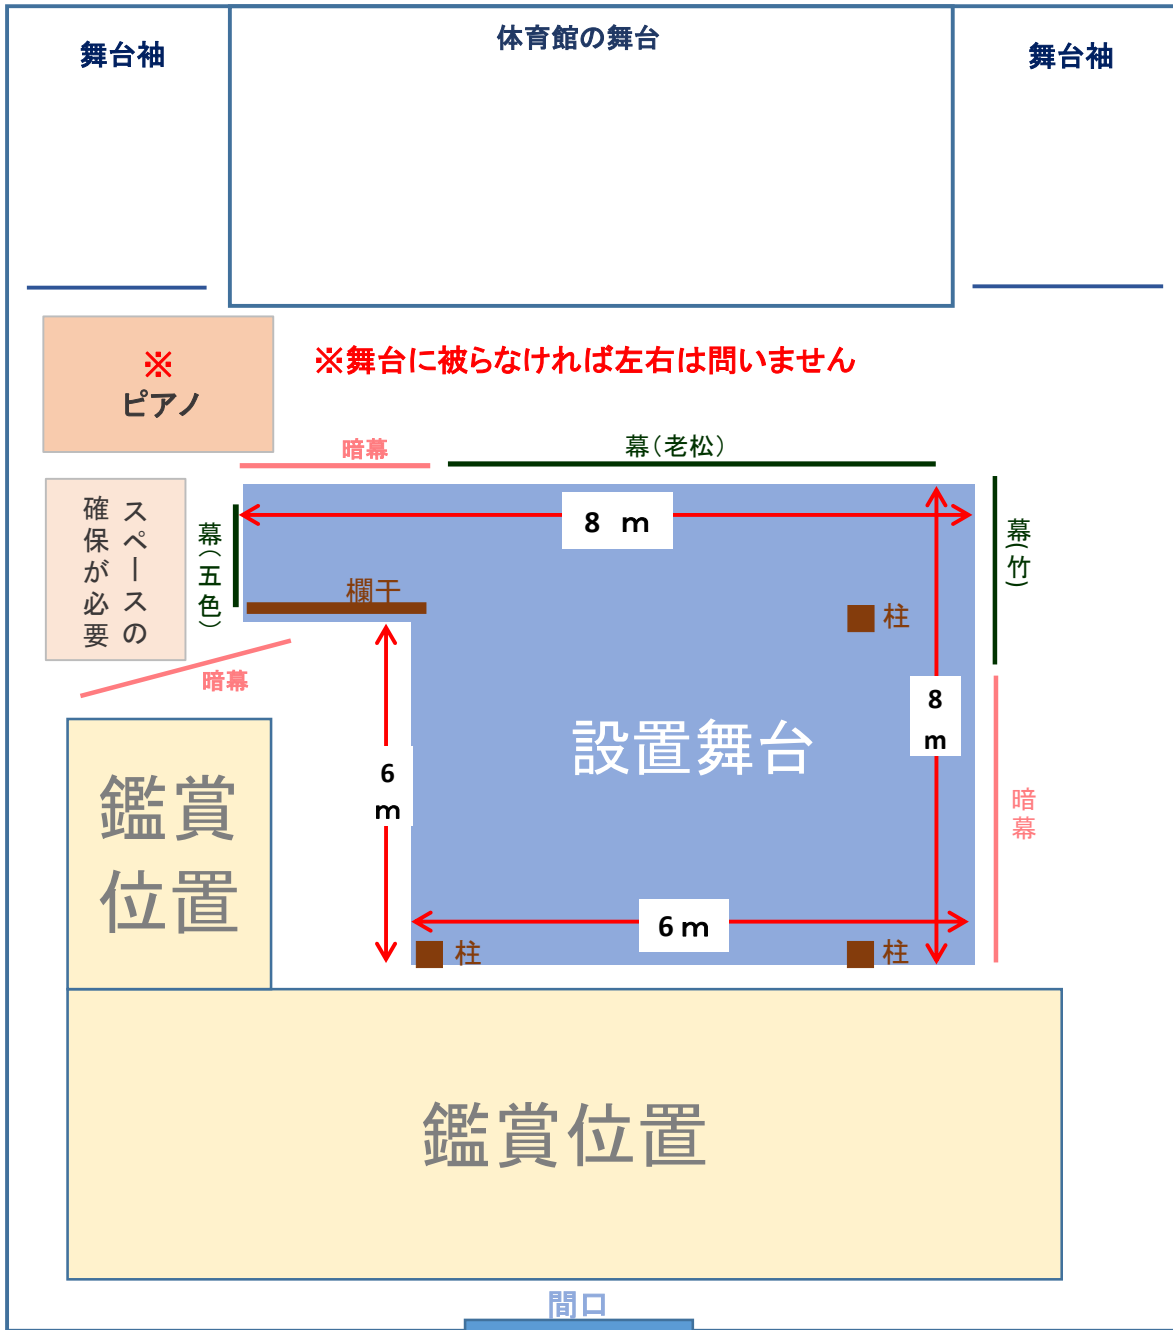 舞台袖
体育館の舞台
舞台袖
※
ピアノ
※舞台に被らなければ左右は問いません
暗幕
幕(老松)
スペースの
確保が必要
幕(五色)
8 m
幕(竹)
欄干
柱
暗幕
8
m
設置舞台
6
m
暗幕
鑑賞
位置
6 m
柱
柱
鑑賞位置
間口